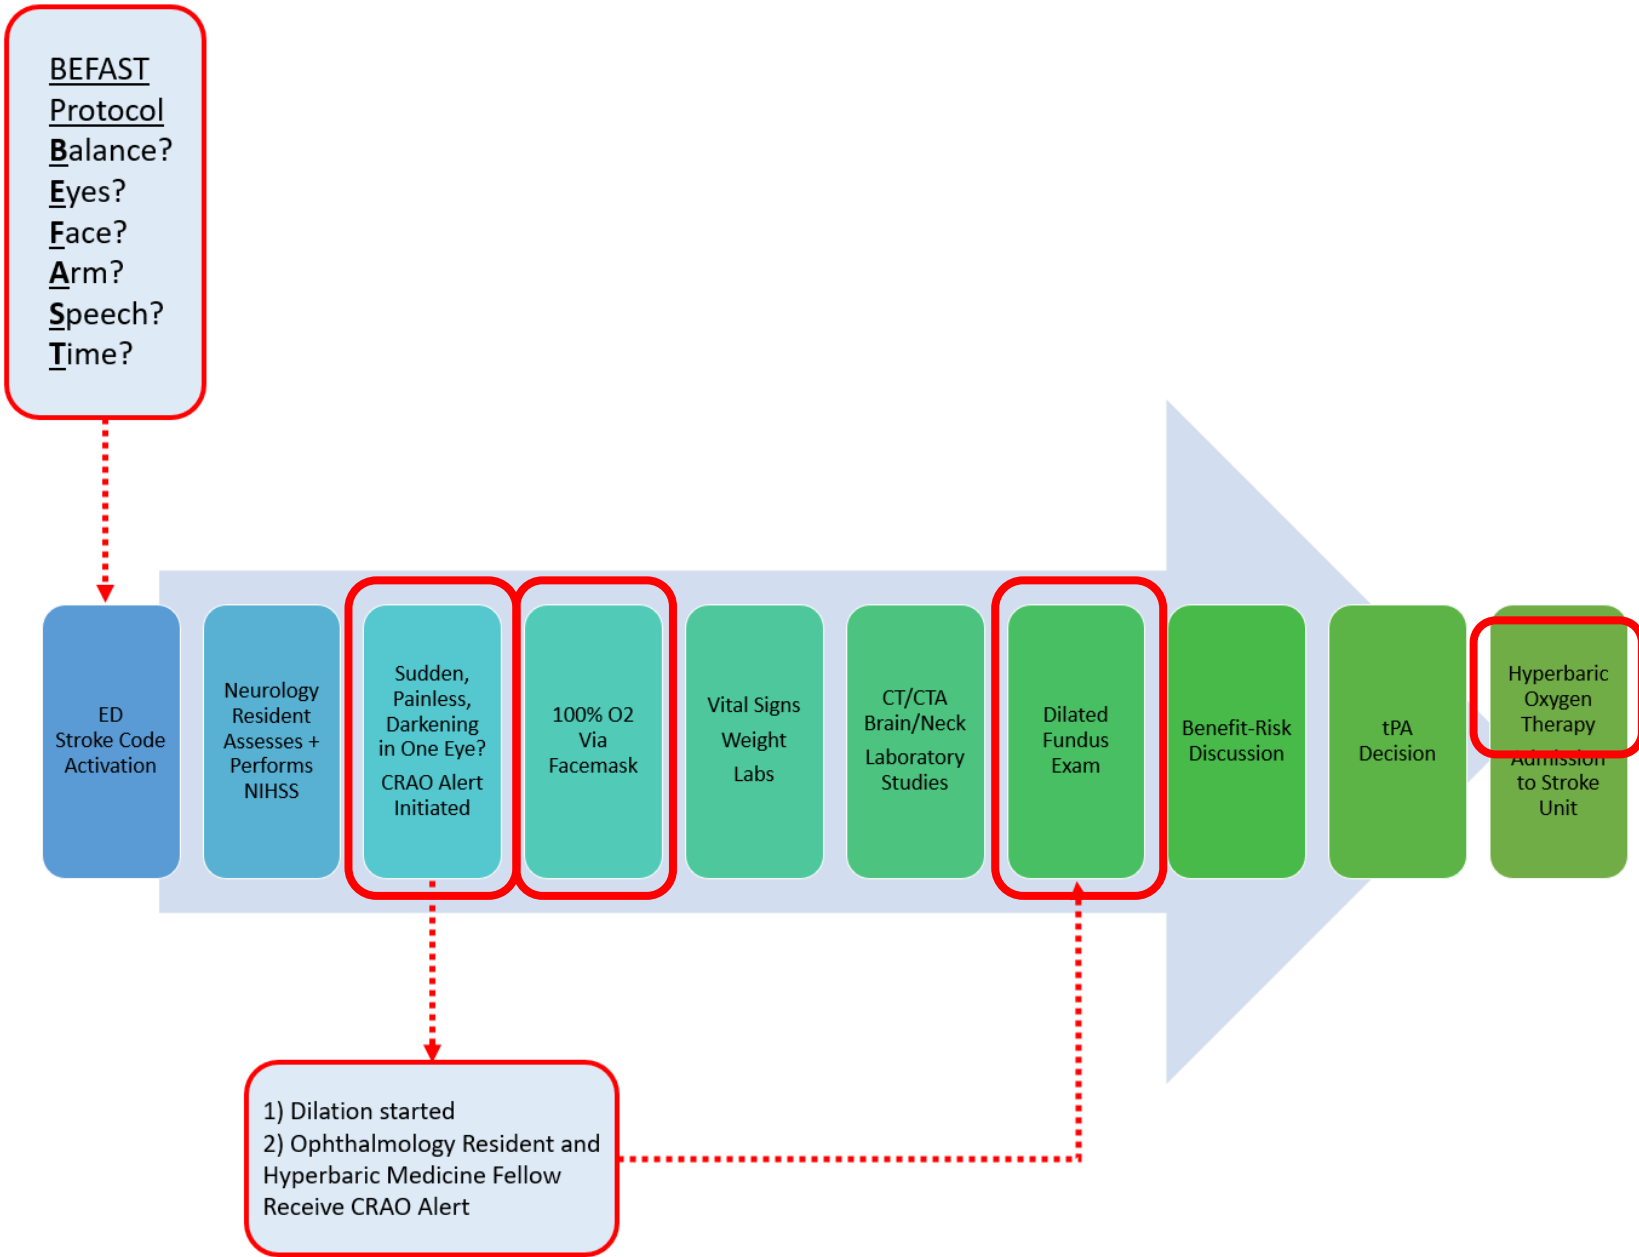 BEFAST
Protocol
Balance?
Eyes?
Face?
Arm?
Speech?
Time?
ED
Stroke Code
Activation
Neurology
Resident
Assesses +
Performs
NIHSS
Sudden,
Painless,
Darkening
in One Eye?
CRAO Alert
Initiated
100% O2
Via
Facemask
Vital Signs
Weight
Labs
CT/CTA
Brain/Neck
Laboratory
Studies
Dilated
Fundus
Exam
Benefit-Risk
Discussion
tPA
Decision
Hyperbaric
Oxygen
Therapy
Admission
to Stroke
Unit
1) Dilation started
2) Ophthalmology Resident and
Hyperbaric Medicine Fellow
Receive CRAO Alert